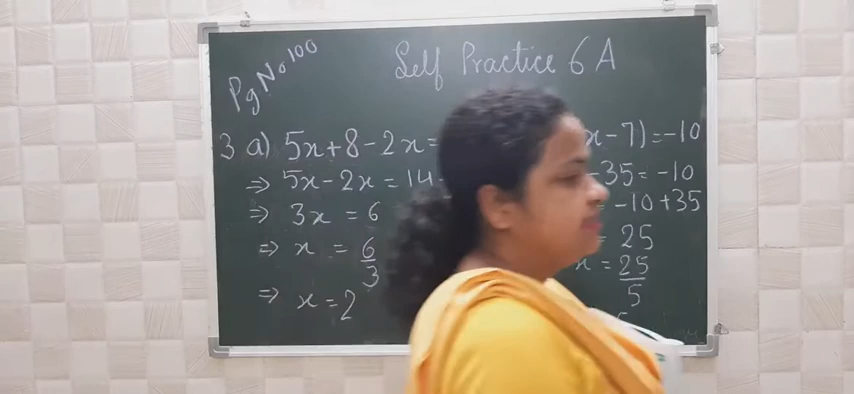 Pg No 100
Self Practice 6 A
3 a) 5x+8-2x=
⇒ 5x-2x = 14
⇒ 3x = 6
⇒ x = 6/3
⇒ x = 2
x-7) = -10
-35 = -10
= -10+35
= 25
x = 25/5